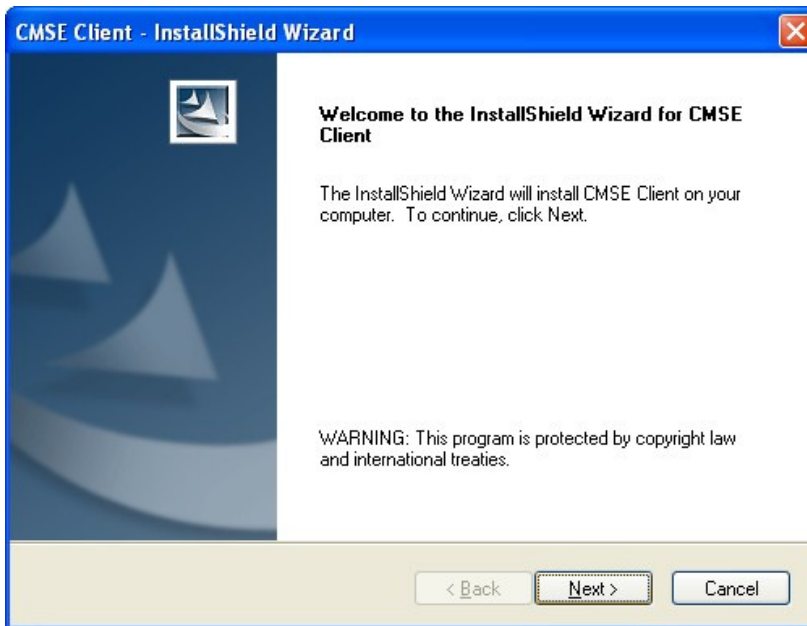 CMSE Client - InstallShield Wizard
Welcome to the InstallShield Wizard for CMSE
Client
The InstallShield Wizard will install CMSE Client on your
computer.  To continue, click Next.
WARNING: This program is protected by copyright law
and international treaties.
< Back
Next >
Cancel